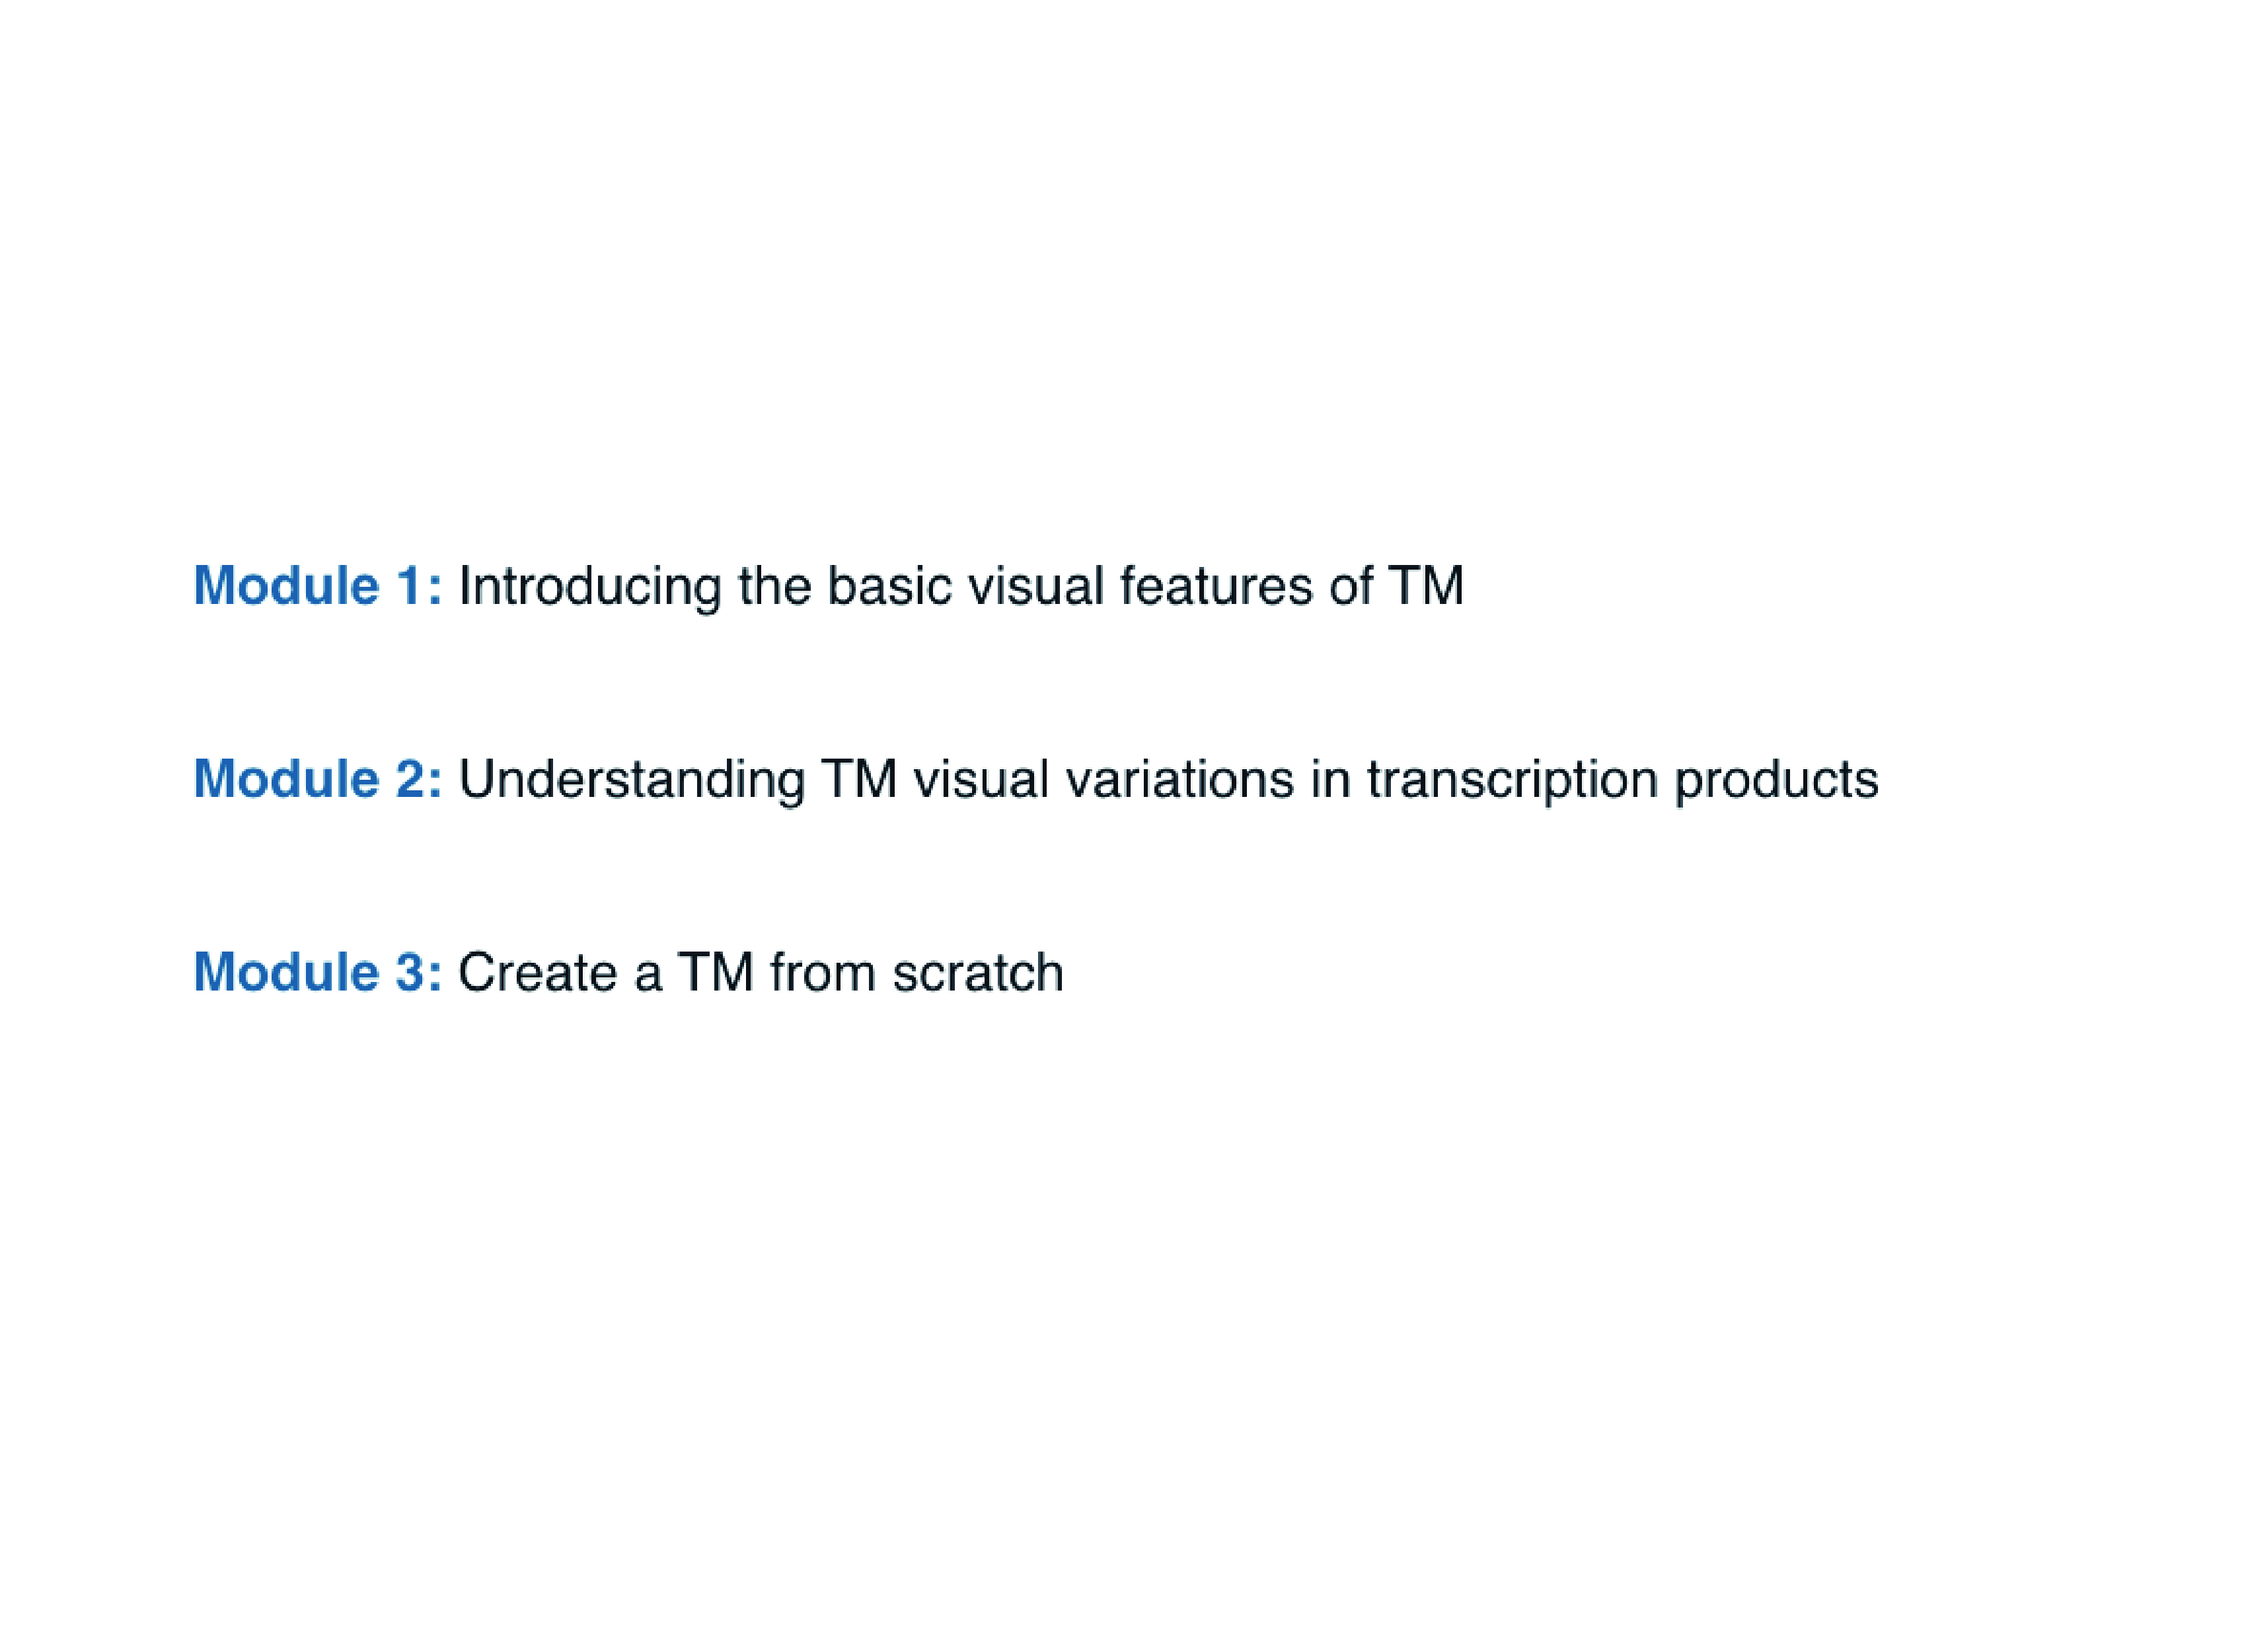 Module 1: Introducing the basic visual features of TM
Module 2: Understanding TM visual variations in transcription products
Module 3: Create a TM from scratch